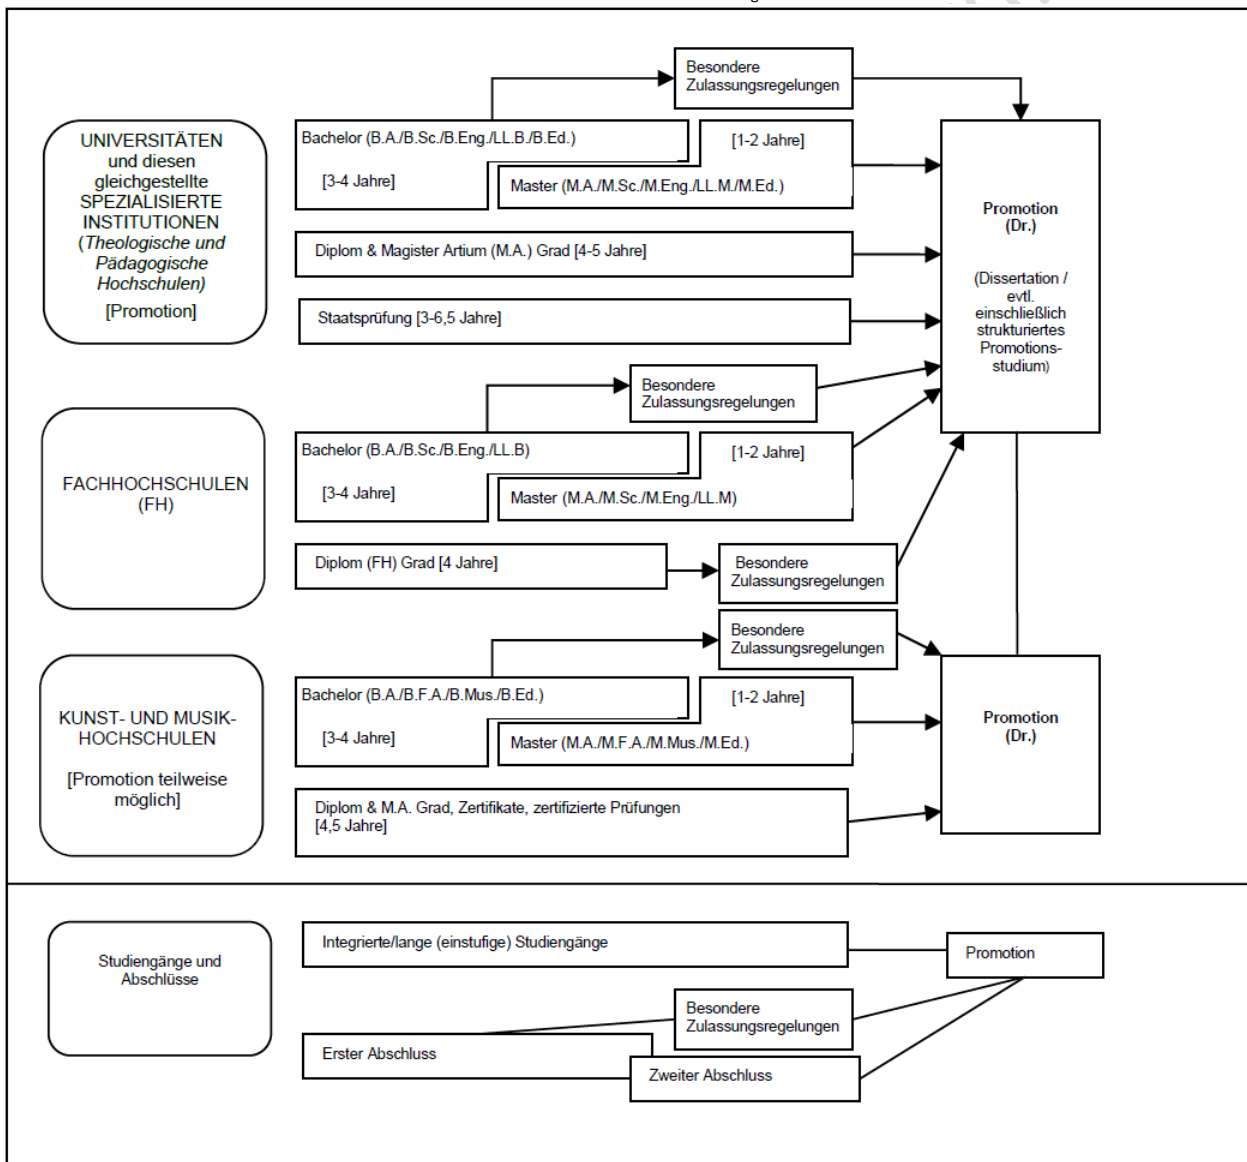 Besondere
Zulassungsregelungen
UNIVERSITÄTEN
und diesen
gleichgestellte
SPEZIALISIERTE
INSTITUTIONEN
(Theologische und
Pädagogische
Hochschulen)
[Promotion]
Bachelor (B.A./B.Sc./B.Eng./LL.B./B.Ed.)
[1-2 Jahre]
[3-4 Jahre]
Master (M.A./M.Sc./M.Eng./LL.M./M.Ed.)
Diplom & Magister Artium (M.A.) Grad [4-5 Jahre]
Staatsprüfung [3-6,5 Jahre]
Promotion
(Dr.)
(Dissertation /
evtl.
einschließlich
strukturiertes
Promotions-
studium)
Besondere
Zulassungsregelungen
FACHHOCHSCHULEN
(FH)
Bachelor (B.A./B.Sc./B.Eng./LL.B)
[1-2 Jahre]
[3-4 Jahre]
Master (M.A./M.Sc./M.Eng./LL.M)
Diplom (FH) Grad [4 Jahre]
Besondere
Zulassungsregelungen
Besondere
Zulassungsregelungen
KUNST- UND MUSIK-
HOCHSCHULEN
[Promotion teilweise
möglich]
Bachelor (B.A./B.F.A./B.Mus./B.Ed.)
[1-2 Jahre]
[3-4 Jahre]
Master (M.A./M.F.A./M.Mus./M.Ed.)
Diplom & M.A. Grad, Zertifikate, zertifizierte Prüfungen
[4,5 Jahre]
Promotion
(Dr.)
Studiengänge und
Abschlüsse
Integrierte/lange (einstufige) Studiengänge
Promotion
Besondere
Zulassungsregelungen
Erster Abschluss
Zweiter Abschluss